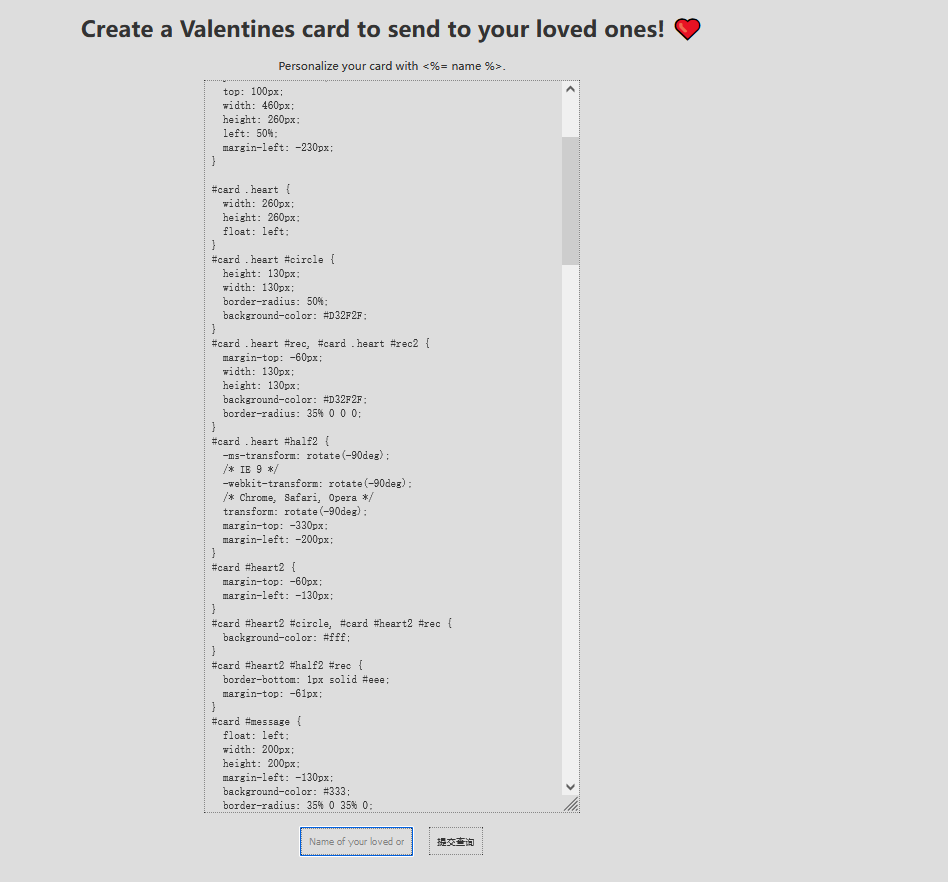 Create a Valentines card to send to your loved ones! ❤️
Personalize your card with <%= name %>.
top: 100px;
width: 460px;
height: 260px;
left: 50%;
margin-left: -230px;
}
#card .heart {
width: 260px;
height: 260px;
float: left;
}
#card .heart #circle {
height: 130px;
width: 130px;
border-radius: 50%;
background-color: #D32F2F;
}
#card .heart #rec, #card .heart #rec2 {
margin-top: -60px;
width: 130px;
height: 130px;
background-color: #D32F2F;
border-radius: 35% 0 0 0;
}
#card .heart #half2 {
-ms-transform: rotate(-90deg);
/* IE 9 */
-webkit-transform: rotate(-90deg);
/* Chrome, Safari, Opera */
transform: rotate(-90deg);
margin-top: -330px;
margin-left: -200px;
}
#card #heart2 {
margin-top: -60px;
margin-left: -130px;
}
#card #heart2 #circle, #card #heart2 #rec {
background-color: #fff;
}
#card #heart2 #half2 #rec {
border-bottom: 1px solid #eee;
margin-top: -61px;
}
#card #message {
float: left;
width: 200px;
height: 200px;
margin-left: -130px;
background-color: #333;
border-radius: 35% 0 35% 0;
Name of your loved or 提交查询